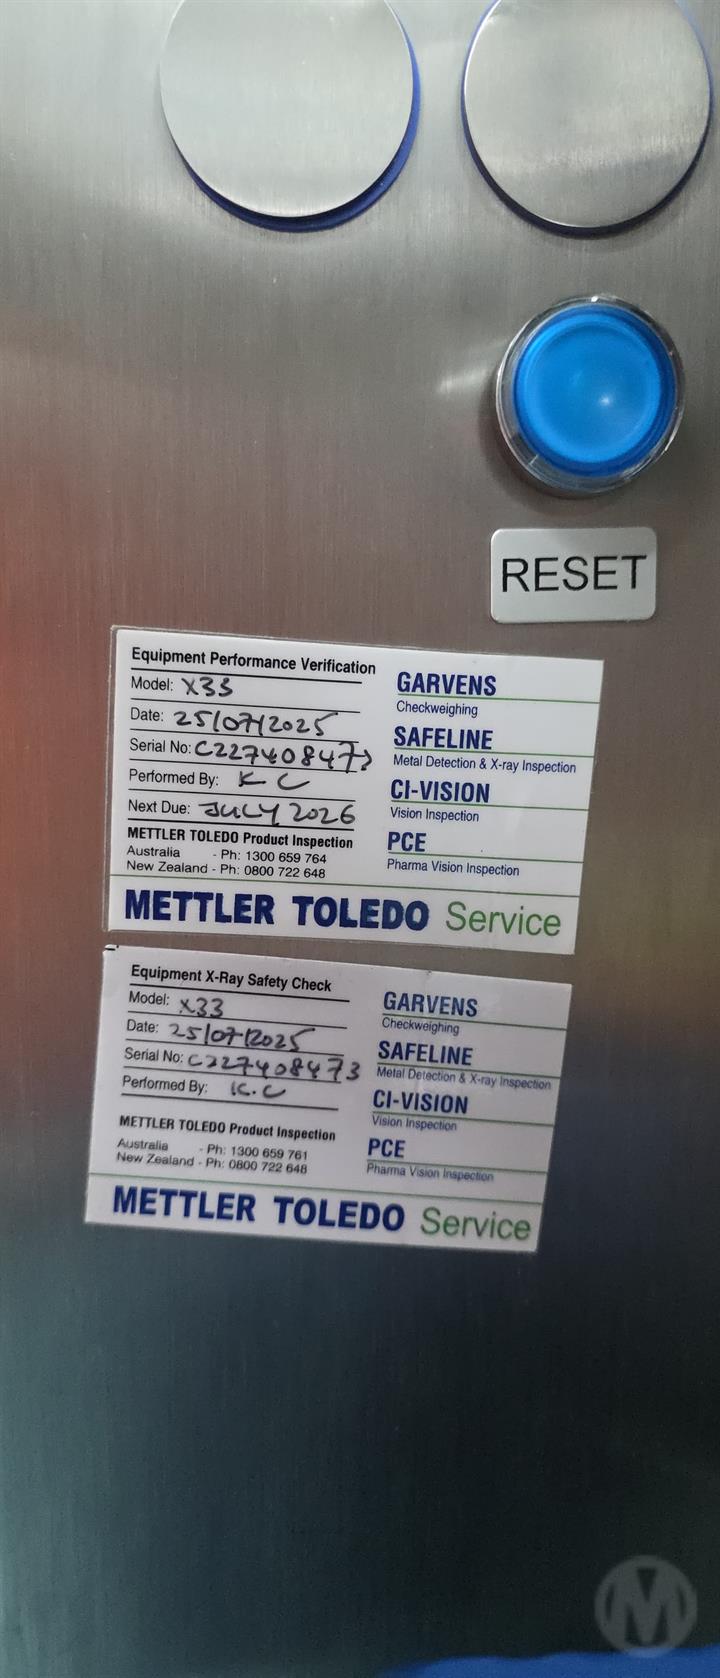 RESET
Equipment Performance Verification
Model: X33
Date: 25/07/2025
Serial No: C227408473
Performed By: KC
Next Due: JULY 2026
METTLER TOLEDO Product Inspection
Australia - Ph: 1300 659 764
New Zealand - Ph: 0800 722 648
GARVENS
Checkweighing
SAFELINE
Metal Detection & X-ray Inspection
CI-VISION
Vision Inspection
PCE
Pharma Vision Inspection
METTLER TOLEDO Service
Equipment X-Ray Safety Check
Model: X33
Date: 25/07/2025
Serial No: C227408473
Performed By: K.C
METTLER TOLEDO Product Inspection
Australia - Ph: 1300 659 761
New Zealand - Ph: 0800 722 648
GARVENS
Checkweighing
SAFELINE
Metal Detection & X-ray Inspection
CI-VISION
Vision Inspection
PCE
Pharma Vision Inspection
METTLER TOLEDO Service
M